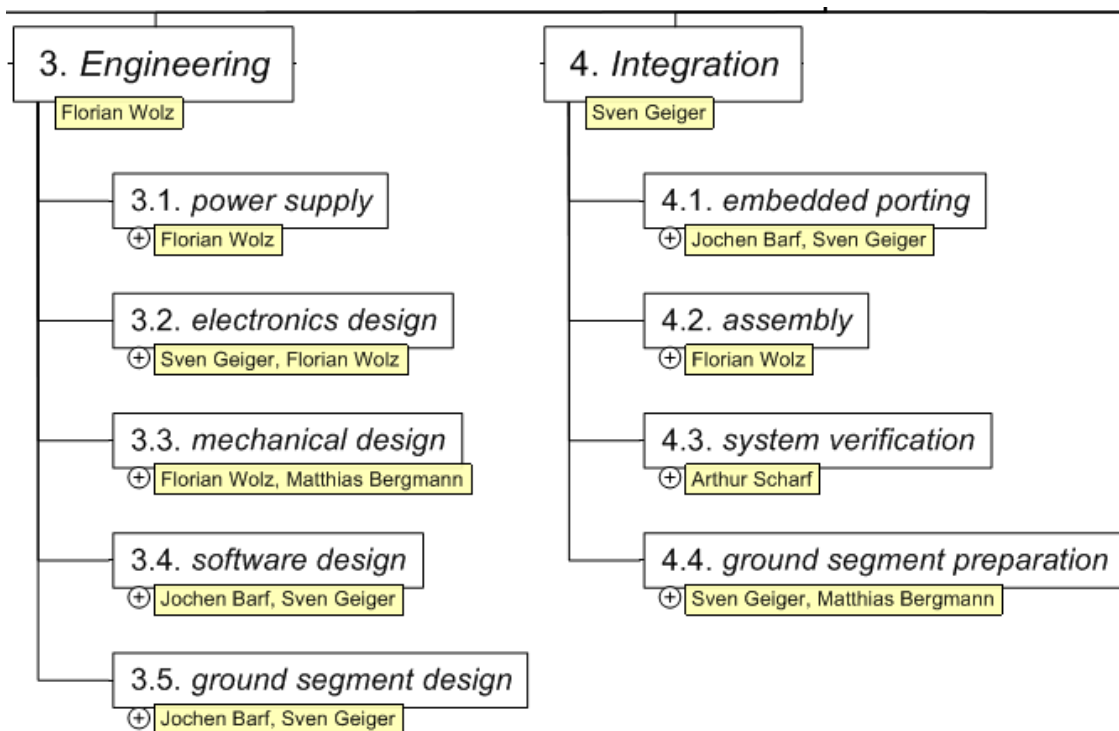 3. Engineering
Florian Wolz
3.1. power supply
Florian Wolz
3.2. electronics design
Sven Geiger, Florian Wolz
3.3. mechanical design
Florian Wolz, Matthias Bergmann
3.4. software design
Jochen Barf, Sven Geiger
3.5. ground segment design
Jochen Barf, Sven Geiger
4. Integration
Sven Geiger
4.1. embedded porting
Jochen Barf, Sven Geiger
4.2. assembly
Florian Wolz
4.3. system verification
Arthur Scharf
4.4. ground segment preparation
Sven Geiger, Matthias Bergmann